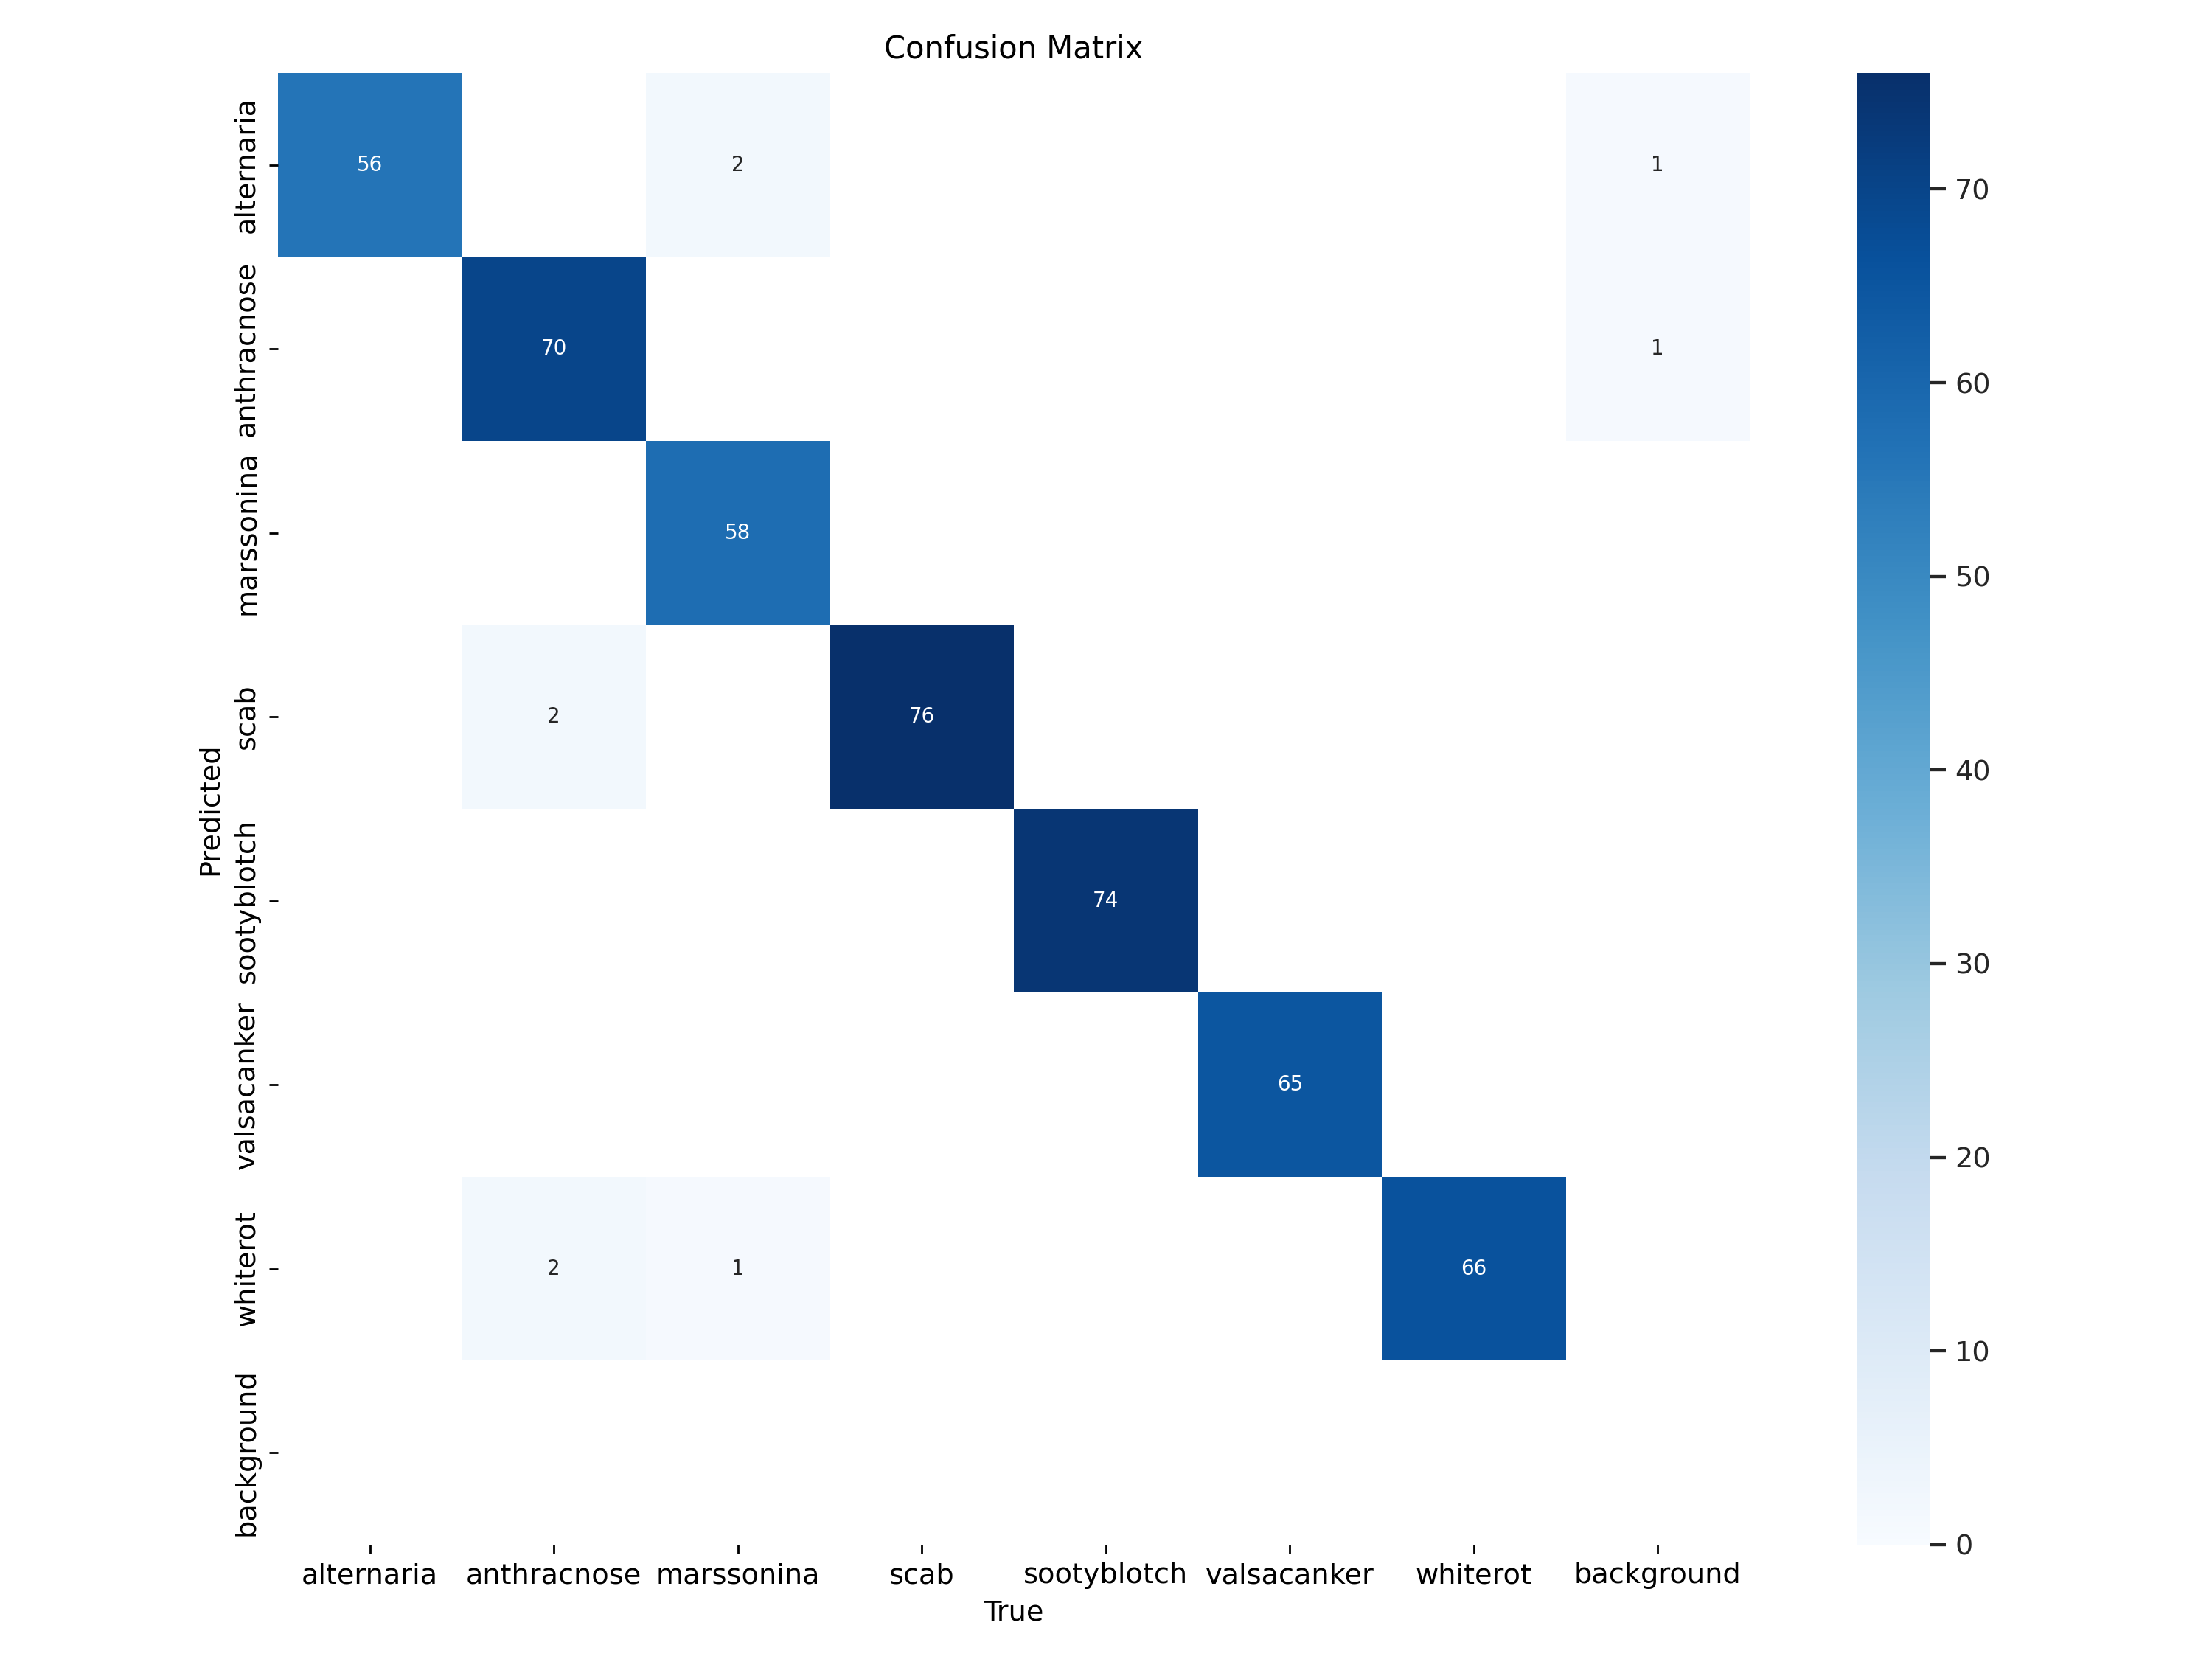 Confusion Matrix
alternaria
56
2
1
70
anthracnose
70
1
60
marssonina
58
50
scab
2
76
40
Predicted
sootyblotch
74
30
valsacanker
65
20
whiterot
2
1
66
10
background
0
alternaria anthracnose marssonina scab sootyblotch valsacanker whiterot background
True